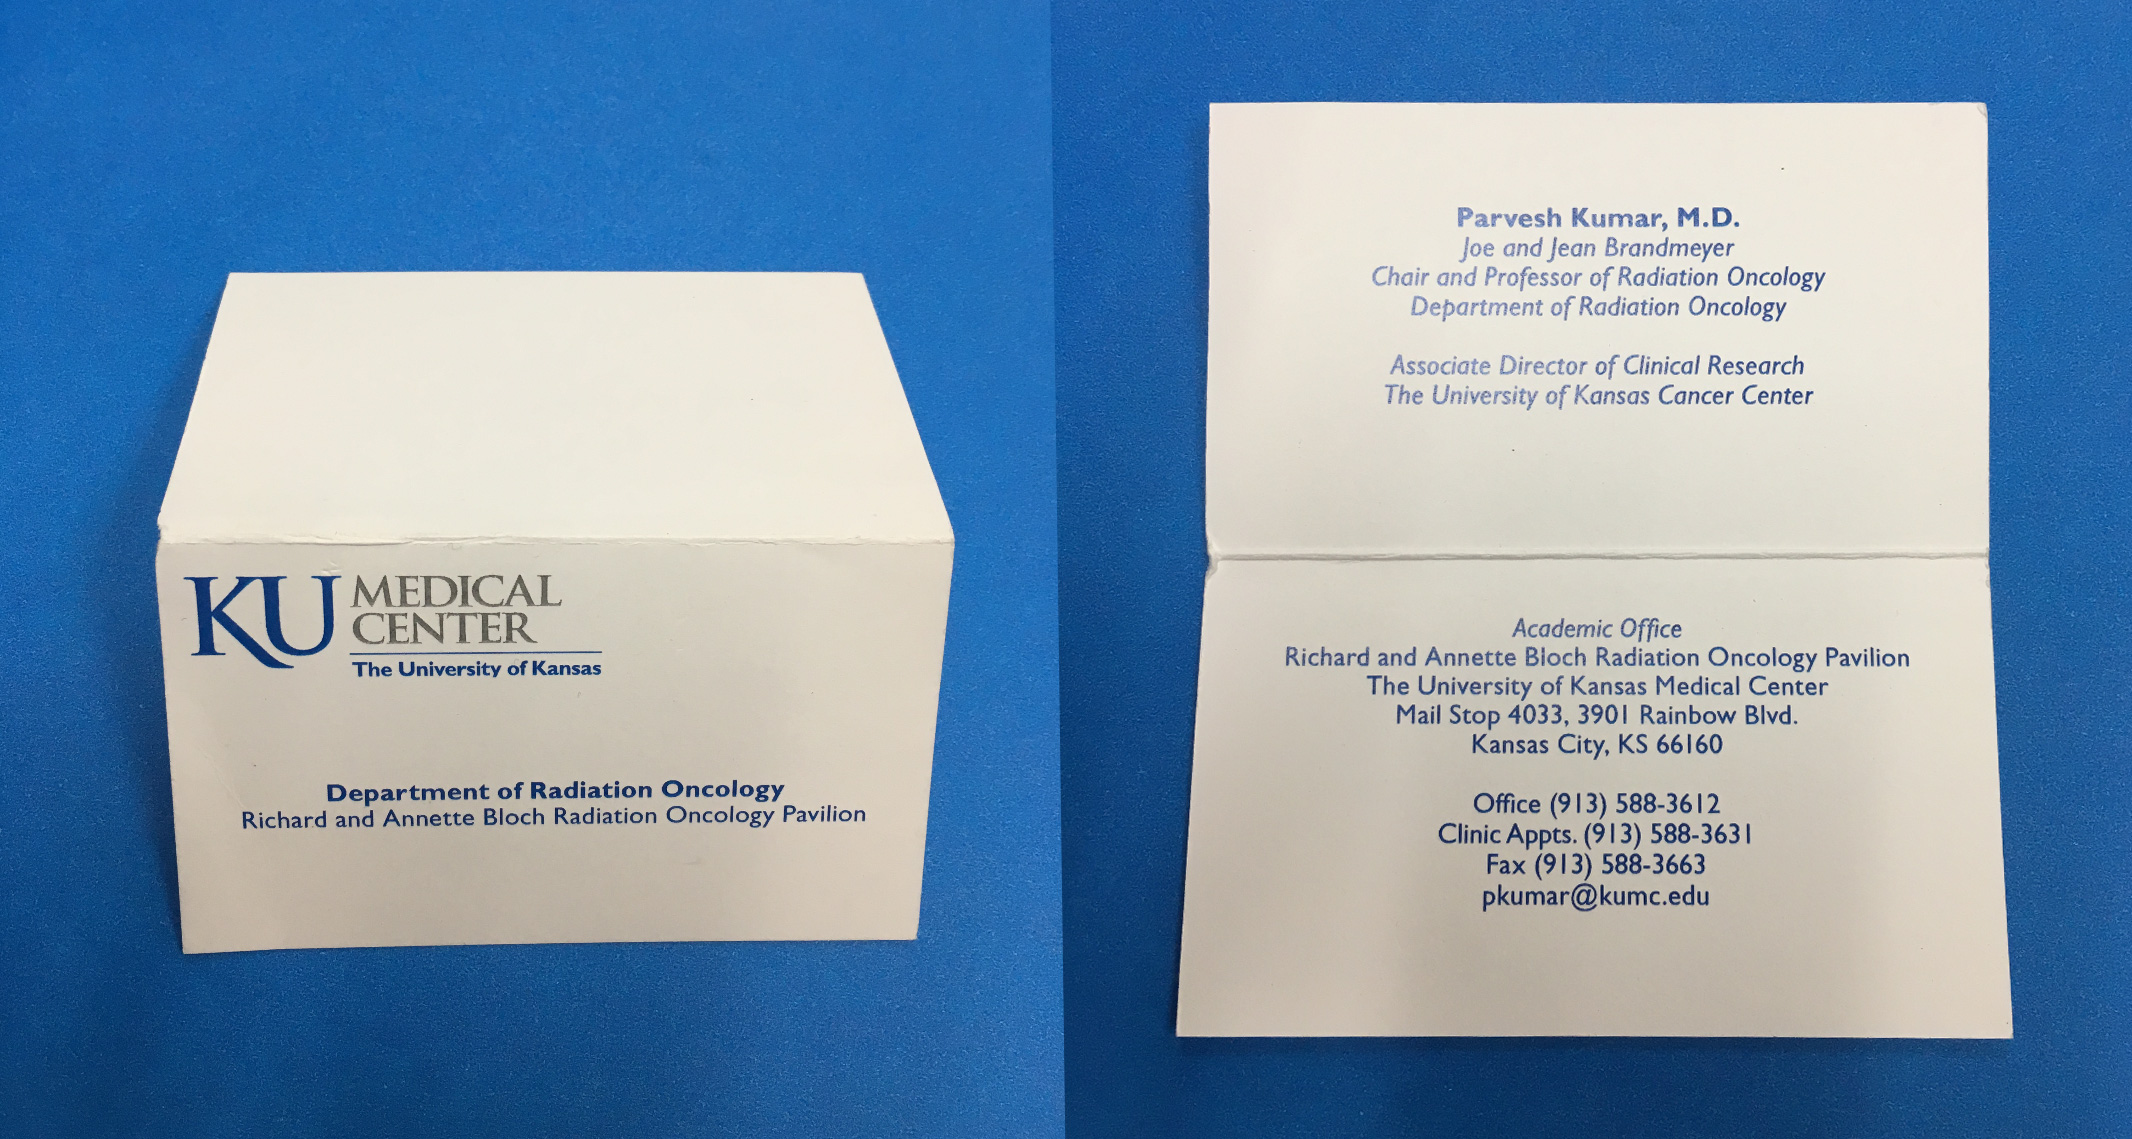 KU MEDICAL
CENTER
The University of Kansas
Department of Radiation Oncology
Richard and Annette Bloch Radiation Oncology Pavilion
Parvesh Kumar, M.D.
Joe and Jean Brandmeyer
Chair and Professor of Radiation Oncology
Department of Radiation Oncology
Associate Director of Clinical Research
The University of Kansas Cancer Center
Academic Office
Richard and Annette Bloch Radiation Oncology Pavilion
The University of Kansas Medical Center
Mail Stop 4033, 3901 Rainbow Blvd.
Kansas City, KS 66160
Office (913) 588-3612
Clinic Appts. (913) 588-3631
Fax (913) 588-3663
pkumar@kumc.edu